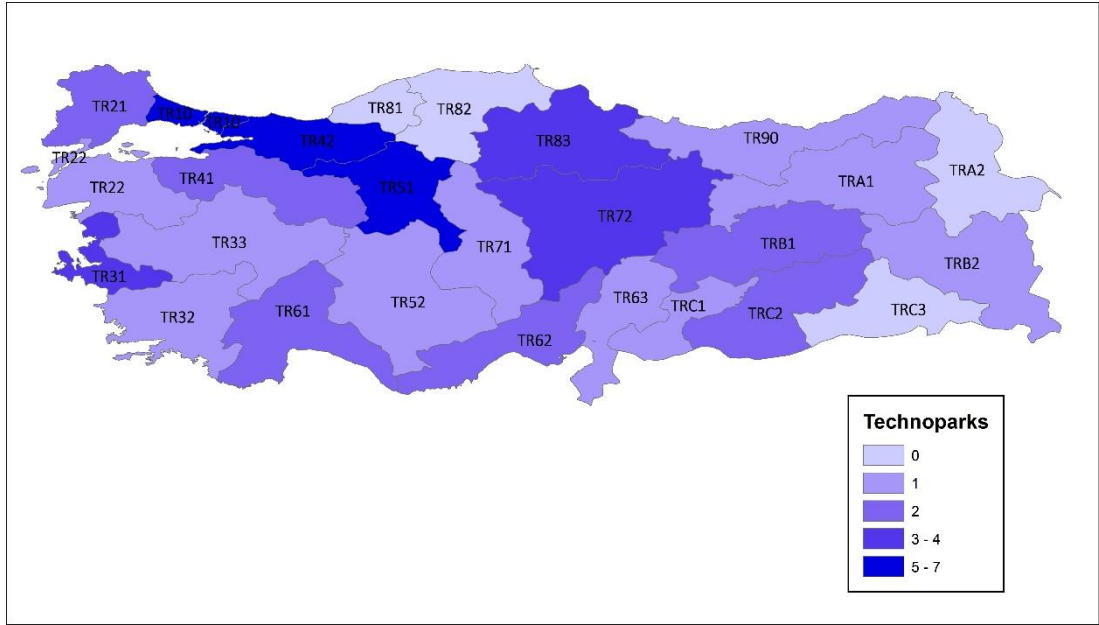 TR21
TR10
TR10
TR81
TR82
TR42
TR83
TR90
TR22
TR22
TR41
TR51
TRA1
TRA2
TR72
TR33
TR71
TRB1
TRB2
TR31
TR32
TR61
TR52
TR63
TRC1
TRC2
TRC3
TR62
Technoparks
0
1
2
3 - 4
5 - 7